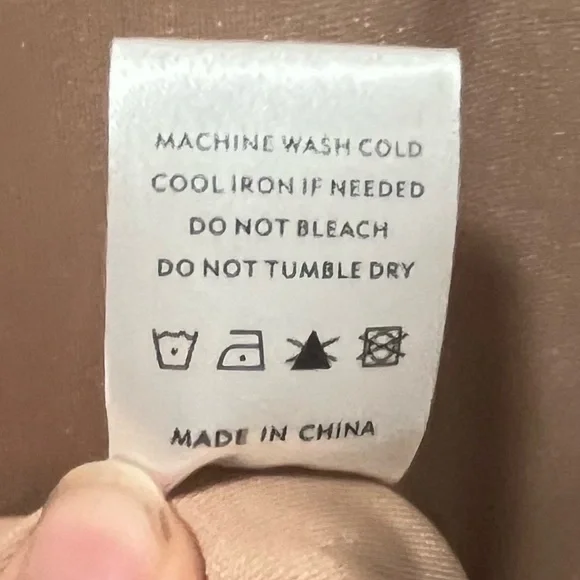 MACHINE WASH COLD
COOL IRON IF NEEDED
DO NOT BLEACH
DO NOT TUMBLE DRY
MADE IN CHINA